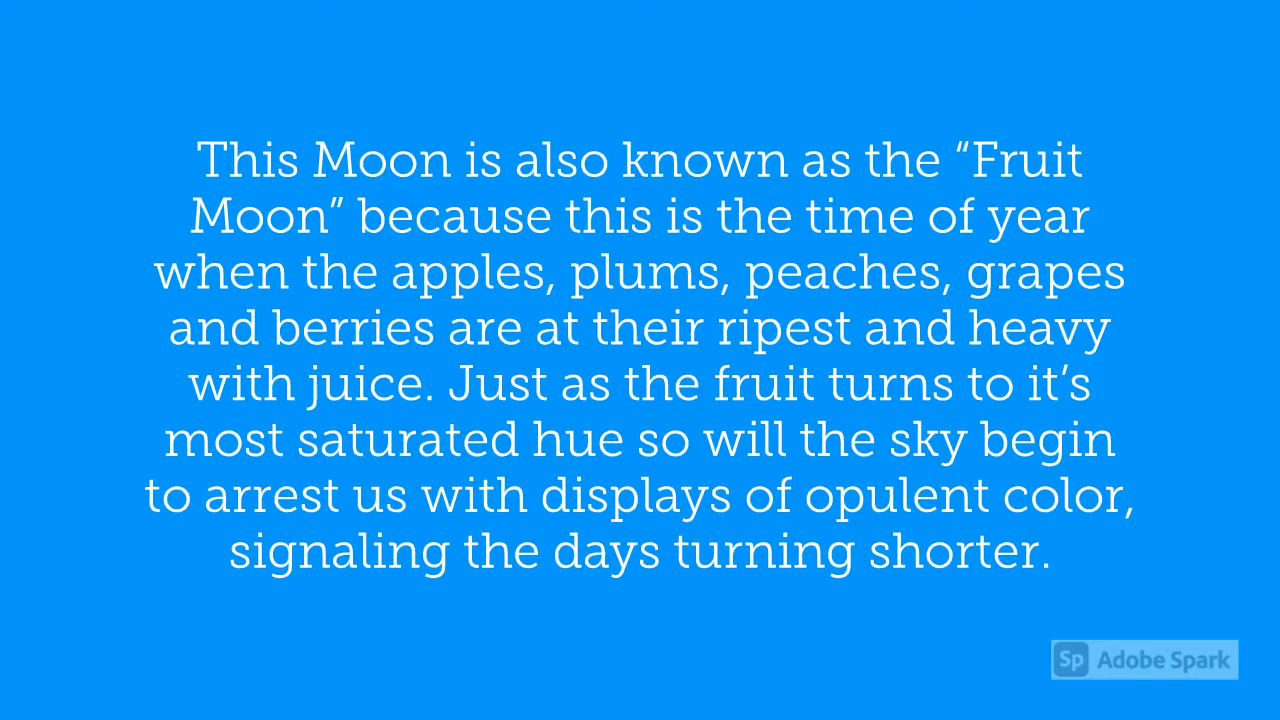 This Moon is also known as the “Fruit
Moon” because this is the time of year
when the apples, plums, peaches, grapes
and berries are at their ripest and heavy
with juice. Just as the fruit turns to it’s
most saturated hue so will the sky begin
to arrest us with displays of opulent color,
signaling the days turning shorter.
Sp Adobe Spark